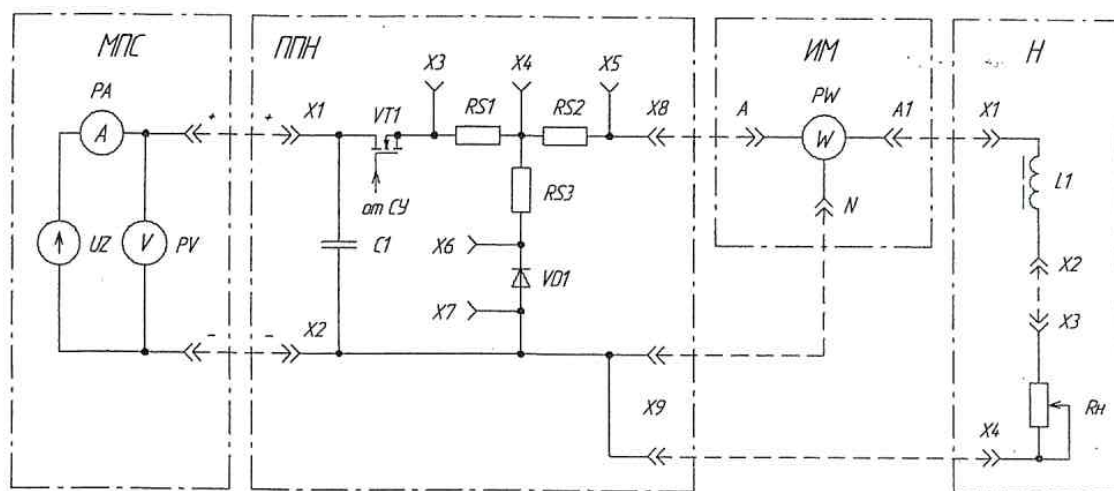 МПС
ППН
ИМ
Н
PA
A
UZ
V
PV
+
+
-
-
X1
VT1
X3
RS1
X4
RS2
X5
X8
от СУ
C1
RS3
X6
VD1
X7
X2
X9
A
PW
W
A1
N
X1
L1
X2
X3
Rн
X4